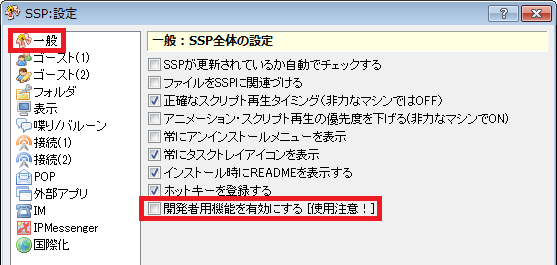 SSP:設定
一般
ゴースト(1)
ゴースト(2)
フォルダ
表示
喋り/バルーン
接続(1)
接続(2)
POP
外部アプリ
IM
IPMessenger
国際化
一般 : SSP全体の設定
SSPが更新されているか自動でチェックする
ファイルをSSPに関連づける
正確なスクリプト再生タイミング(非力なマシンではOFF)
アニメーション・スクリプト再生の優先度を下げる(非力なマシンでON)
常にアンインストールメニューを表示
常にタスクトレイアイコンを表示
インストール時にREADMEを表示する
ホットキーを登録する
開発者用機能を有効にする [使用注意！]